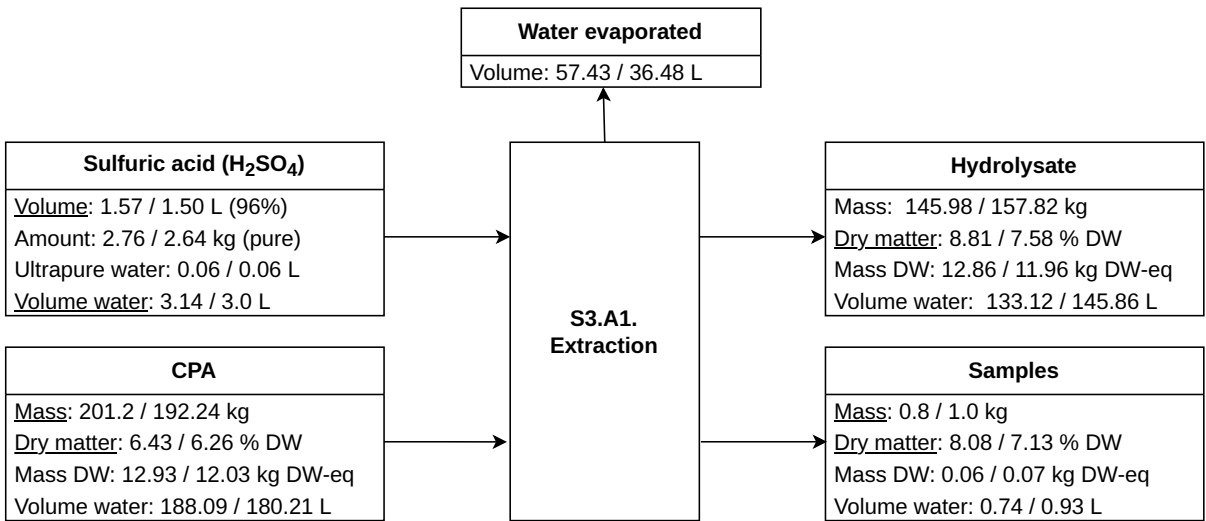 Water evaporated
Volume: 57.43 / 36.48 L
Sulfuric acid (H₂SO₄)
Volume: 1.57 / 1.50 L (96%)
Amount: 2.76 / 2.64 kg (pure)
Ultrapure water: 0.06 / 0.06 L
Volume water: 3.14 / 3.0 L
CPA
Mass: 201.2 / 192.24 kg
Dry matter: 6.43 / 6.26 % DW
Mass DW: 12.93 / 12.03 kg DW-eq
Volume water: 188.09 / 180.21 L
S3.A1.
Extraction
Hydrolysate
Mass:  145.98 / 157.82 kg
Dry matter: 8.81 / 7.58 % DW
Mass DW: 12.86 / 11.96 kg DW-eq
Volume water:  133.12 / 145.86 L
Samples
Mass: 0.8 / 1.0 kg
Dry matter: 8.08 / 7.13 % DW
Mass DW: 0.06 / 0.07 kg DW-eq
Volume water: 0.74 / 0.93 L